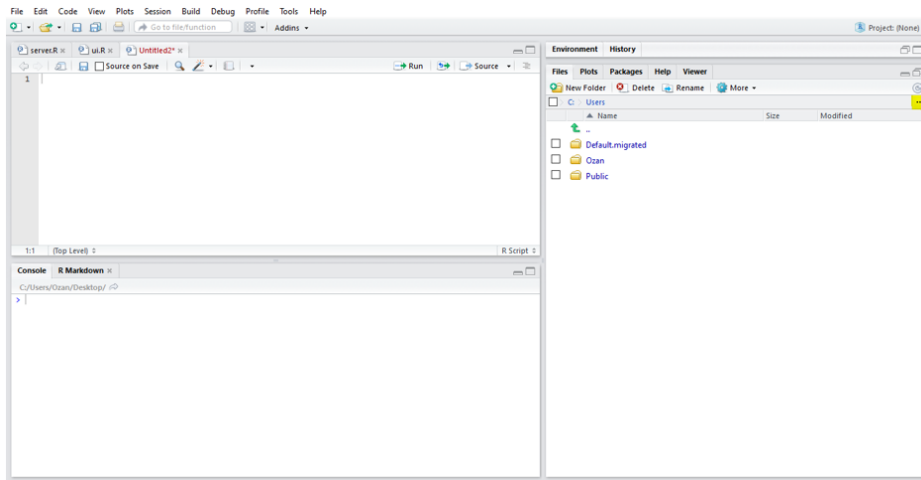 File Edit Code View Plots Session Build Debug Profile Tools Help
Go to file/function Addins Project: (None)
server.R ui.R Untitled2*
Source on Save Run Source
1
1:1 (Top Level) R Script
Console R Markdown
C:/Users/Ozan/Desktop/
>
Environment History
Files Plots Packages Help Viewer
New Folder Delete Rename More
C: Users
Name Size Modified
..
Default.migrated
Ozan
Public